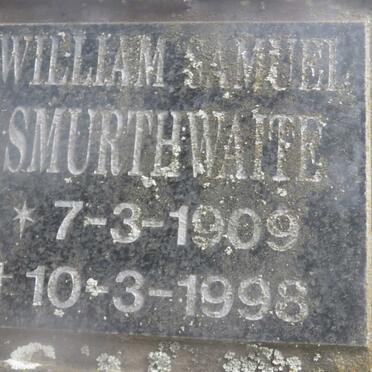 WILLIAM SAMUEL
SMURTHWAITE
* 7-3-1909
† 10-3-1998